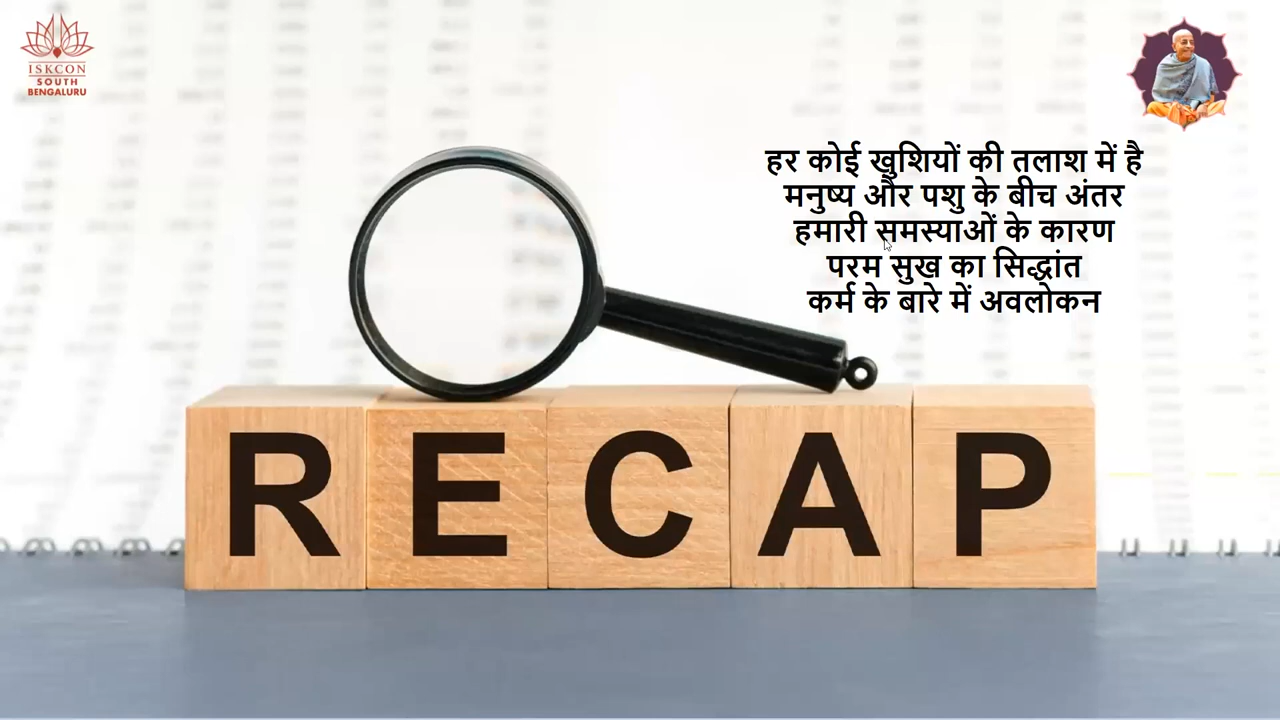 ISKCON
SOUTH
BENGALURU
हर कोई खुशियों की तलाश में है
मनुष्य और पशु के बीच अंतर
हमारी समस्याओं के कारण
परम सुख का सिद्धांत
कर्म के बारे में अवलोकन
RECAP